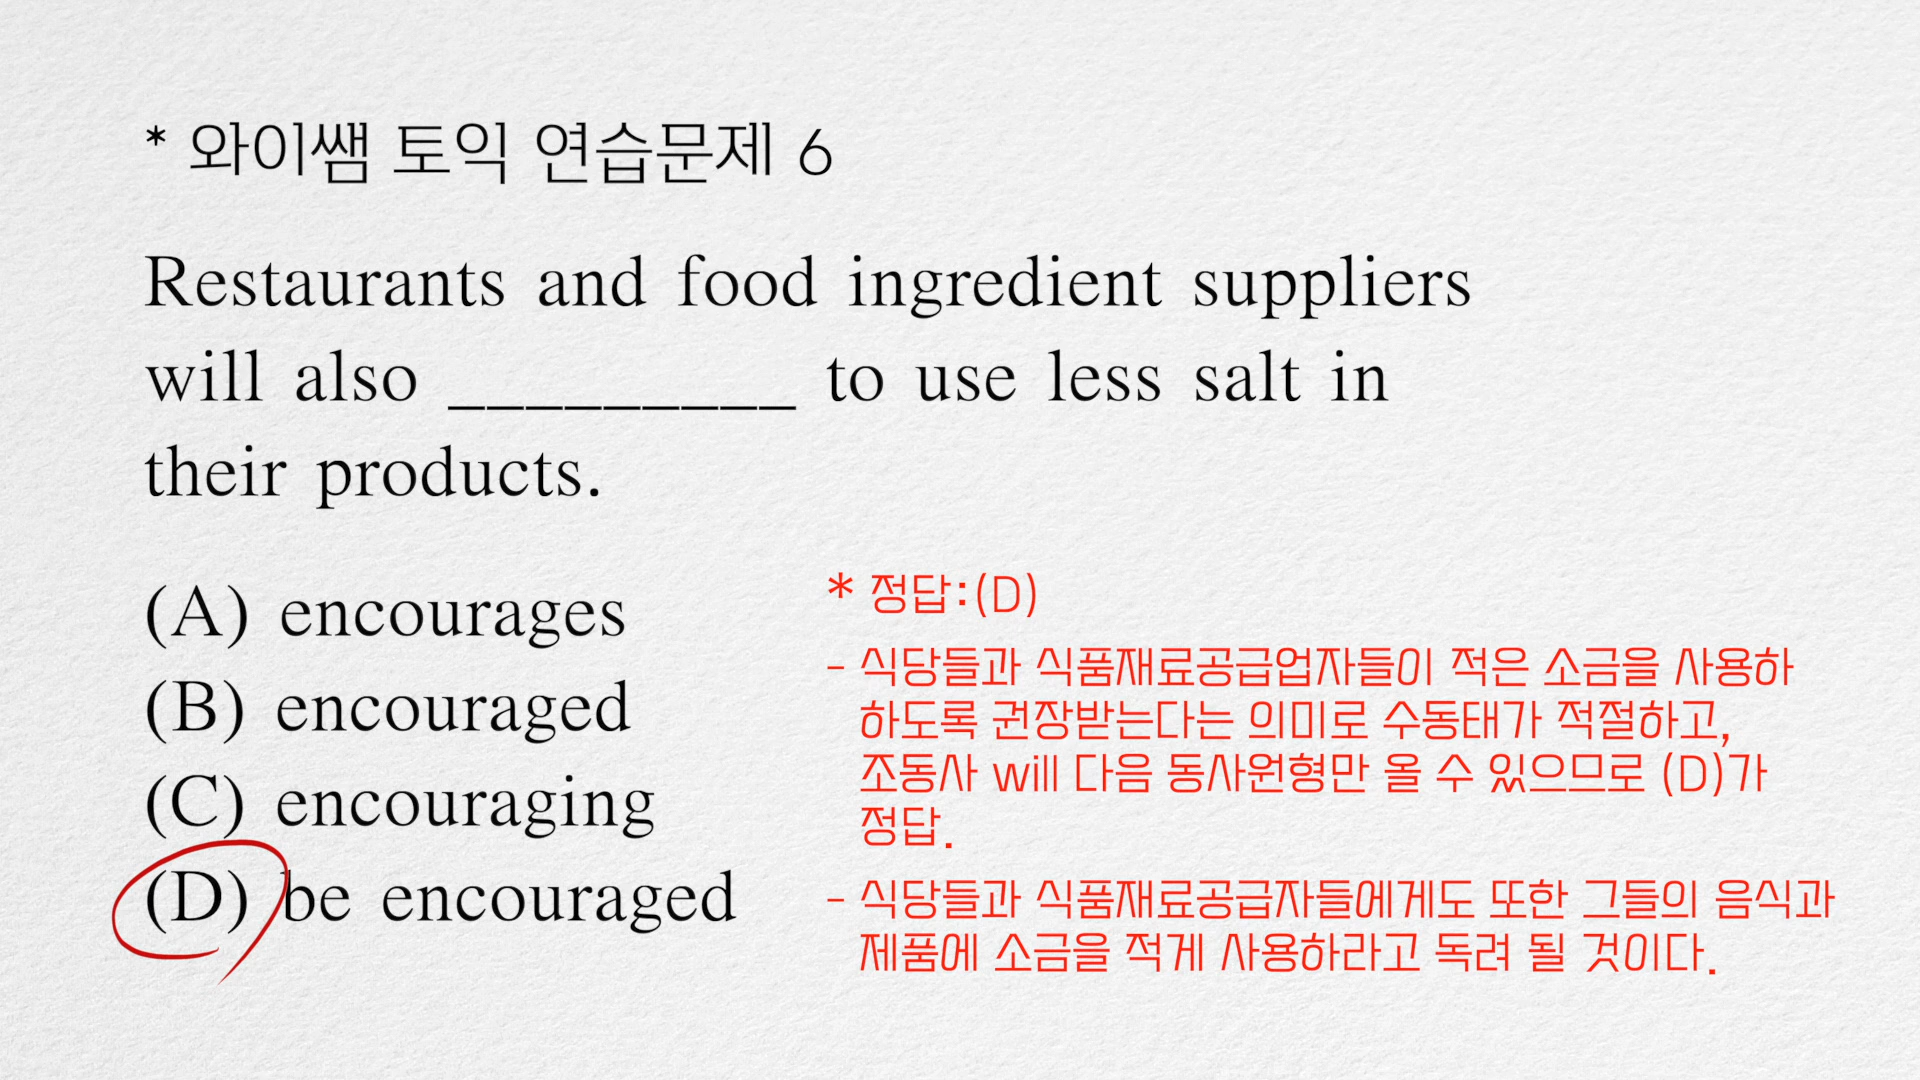 * 와이쌤 토익 연습문제 6
Restaurants and food ingredient suppliers
will also _________ to use less salt in
their products.
(A) encourages
(B) encouraged
(C) encouraging
(D) be encouraged
* 정답:(D)
- 식당들과 식품재료공급업자들이 적은 소금을 사용하
하도록 권장받는다는 의미로 수동태가 적절하고,
조동사 will 다음 동사원형만 올 수 있으므로 (D)가
정답.
- 식당들과 식품재료공급자들에게도 또한 그들의 음식과
제품에 소금을 적게 사용하라고 독려 될 것이다.